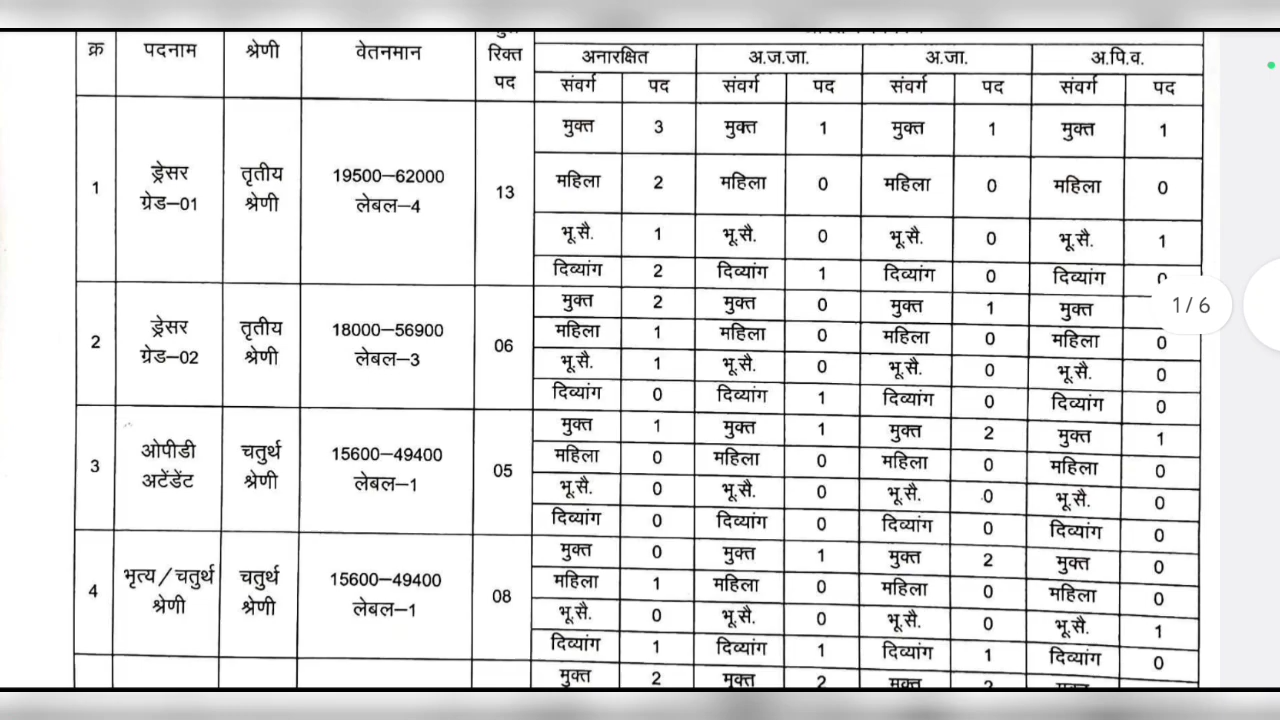 क्र पदनाम श्रेणी वेतनमान रिक्त पद
अनारक्षित अ.ज.जा. अ.जा. अ.पि.व.
संवर्ग पद संवर्ग पद संवर्ग पद संवर्ग पद
1 ड्रेसर ग्रेड–01 तृतीय श्रेणी 19500–62000 लेबल–4 13
मुक्त 3 मुक्त 1 मुक्त 1 मुक्त 1
महिला 2 महिला 0 महिला 0 महिला 0
भू.सै. 1 भू.सै. 0 भू.सै. 0 भू.सै. 1
दिव्यांग 2 दिव्यांग 1 दिव्यांग 0 दिव्यांग
2 ड्रेसर ग्रेड–02 तृतीय श्रेणी 18000–56900 लेबल–3 06
मुक्त 2 मुक्त 0 मुक्त 1 मुक्त
महिला 1 महिला 0 महिला 0 महिला 0
भू.सै. 1 भू.सै. 0 भू.सै. 0 भू.सै. 0
दिव्यांग 0 दिव्यांग 1 दिव्यांग 0 दिव्यांग 0
3 ओपीडी अटेंडेंट चतुर्थ श्रेणी 15600–49400 लेबल–1 05
मुक्त 1 मुक्त 1 मुक्त 2 मुक्त 1
महिला 0 महिला 0 महिला 0 महिला 0
भू.सै. 0 भू.सै. 0 भू.सै. 0 भू.सै. 0
दिव्यांग 0 दिव्यांग 0 दिव्यांग 0 दिव्यांग 0
4 भृत्य/चतुर्थ श्रेणी चतुर्थ श्रेणी 15600–49400 लेबल–1 08
मुक्त 0 मुक्त 1 मुक्त 2 मुक्त 0
महिला 1 महिला 0 महिला 0 महिला 0
भू.सै. 0 भू.सै. 0 भू.सै. 0 भू.सै. 1
दिव्यांग 1 दिव्यांग 1 दिव्यांग 1 दिव्यांग 0
मुक्त 2 मुक्त 2 मुक्त 2
1/6